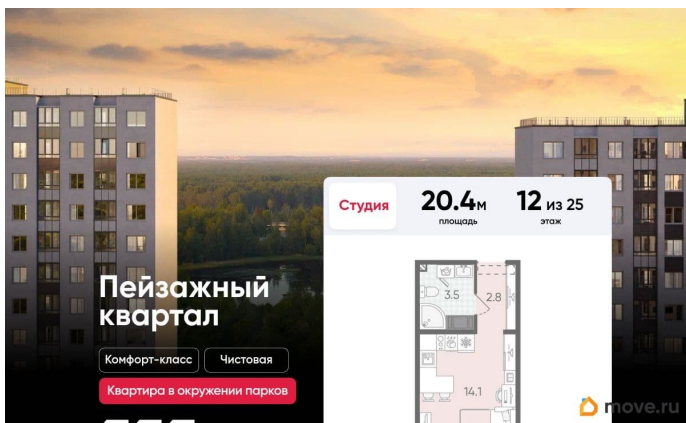 Студия
20.4м
площадь
12 из 25
этаж
3.5
2.8
14.1
Пейзажный
квартал
Комфорт-класс
Чистовая
Квартира в окружении парков
move.ru